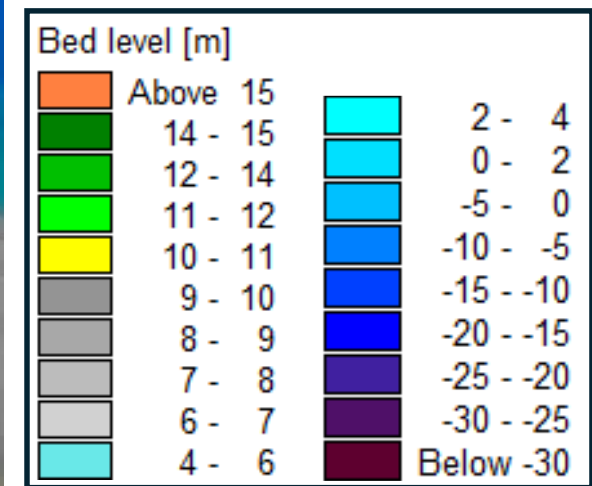 Bed level [m]
Above 15
14 - 15
12 - 14
11 - 12
10 - 11
9 - 10
8 - 9
7 - 8
6 - 7
4 - 6
2 - 4
0 - 2
-5 - 0
-10 - -5
-15 - -10
-20 - -15
-25 - -20
-30 - -25
Below -30